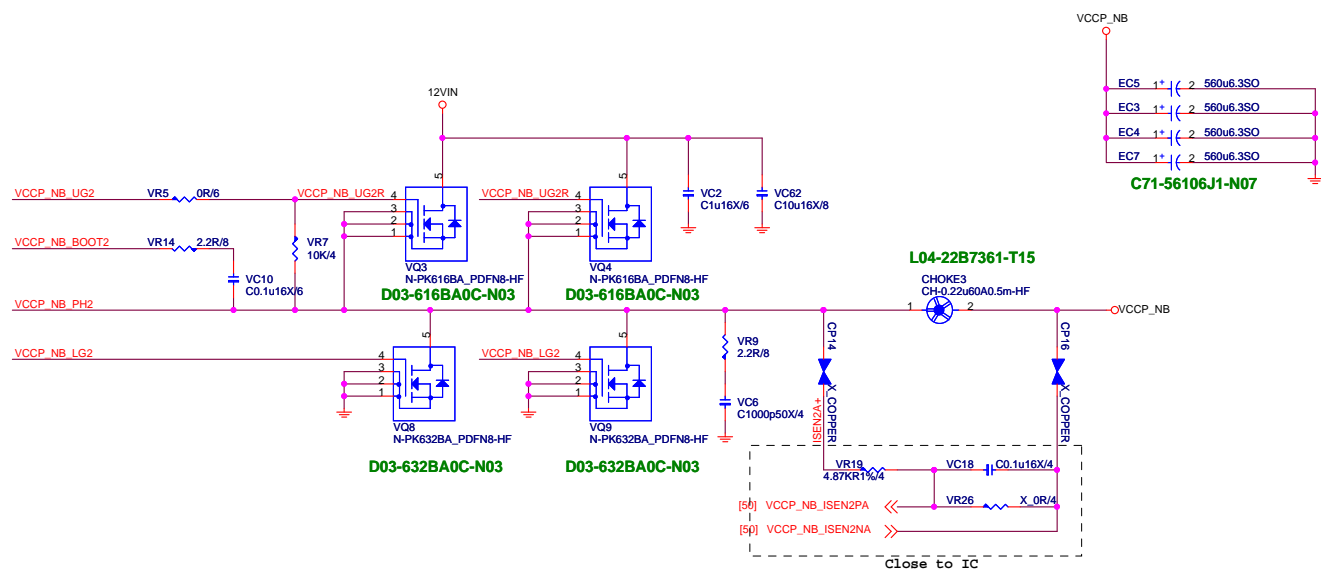 VCCP_NB
EC5 1 + 2 560u6.3SO
EC3 1 + 2 560u6.3SO
EC4 1 + 2 560u6.3SO
EC7 1 + 2 560u6.3SO
C71-56106J1-N07
12VIN
VCCP_NB_UG2
VR5 0R/6
VCCP_NB_UG2R
5
4
3
2
1
VQ3
N-PK616BA_PDFN8-HF
D03-616BA0C-N03
VCCP_NB_UG2R
5
4
3
2
1
VQ4
N-PK616BA_PDFN8-HF
D03-616BA0C-N03
VC2
C1u16X/6
VC62
C10u16X/8
VCCP_NB_BOOT2
VR14 2.2R/8
VR7
10K/4
VC10
C0.1u16X/6
VCCP_NB_PH2
L04-22B7361-T15
CHOKE3
CH-0.22u60A0.5m-HF
1 2
VCCP_NB
VCCP_NB_LG2
5
4
3
2
1
VQ8
N-PK632BA_PDFN8-HF
D03-632BA0C-N03
VCCP_NB_LG2
5
4
3
2
1
VQ9
N-PK632BA_PDFN8-HF
D03-632BA0C-N03
VR9
2.2R/8
VC6
C1000p50X/4
CP14
X_COPPER
ISEN2A+
CP16
X_COPPER
VR19
4.87KR1%/4
VC18 C0.1u16X/4
[50] VCCP_NB_ISEN2PA
VR26 X_0R/4
[50] VCCP_NB_ISEN2NA
Close to IC